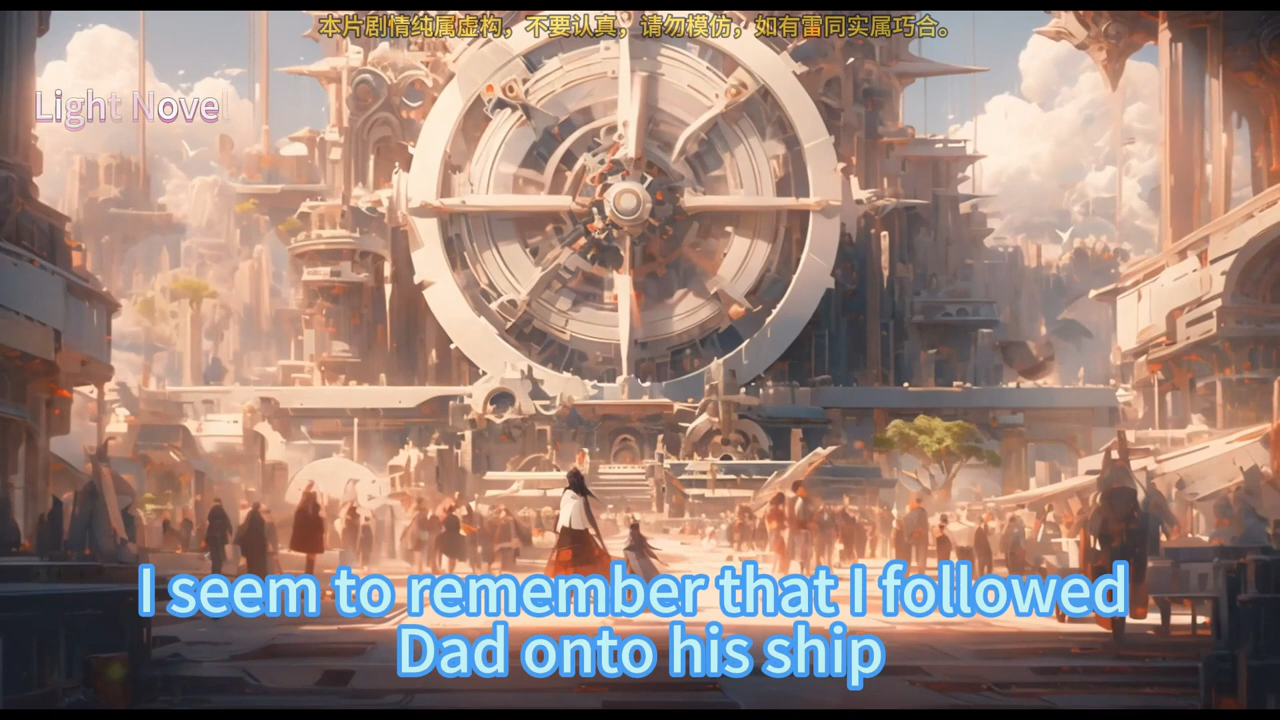 本片剧情纯属虚构，不要认真，请勿模仿，如有雷同实属巧合。
Light Novel
I seem to remember that I followed
Dad onto his ship